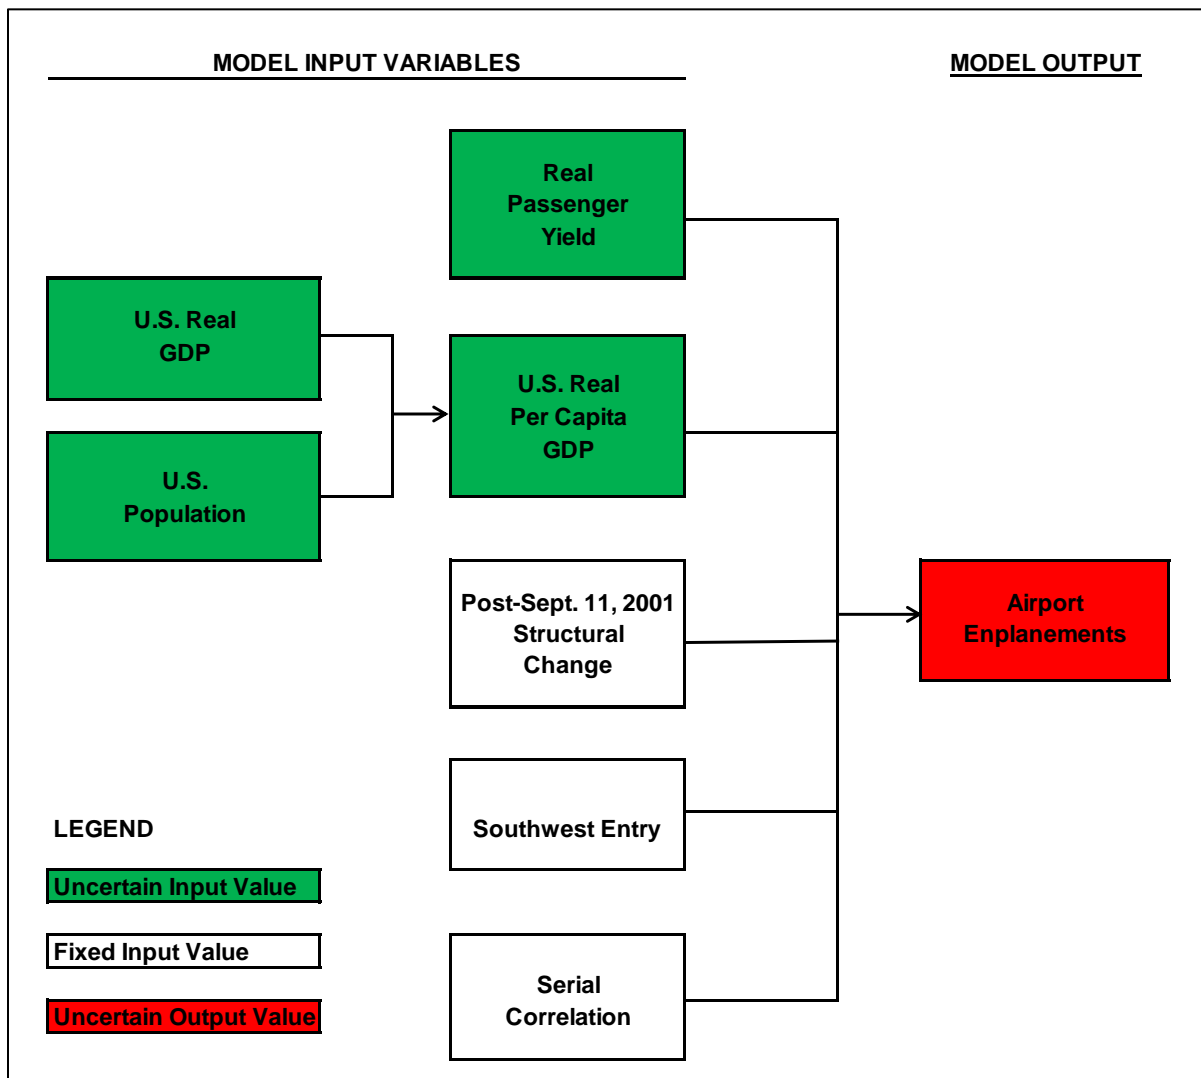 MODEL INPUT VARIABLES
MODEL OUTPUT
Real
Passenger
Yield
U.S. Real
GDP
U.S. Real
Per Capita
GDP
U.S.
Population
Post-Sept. 11, 2001
Structural
Change
Airport
Enplanements
Southwest Entry
LEGEND
Uncertain Input Value
Fixed Input Value
Uncertain Output Value
Serial
Correlation